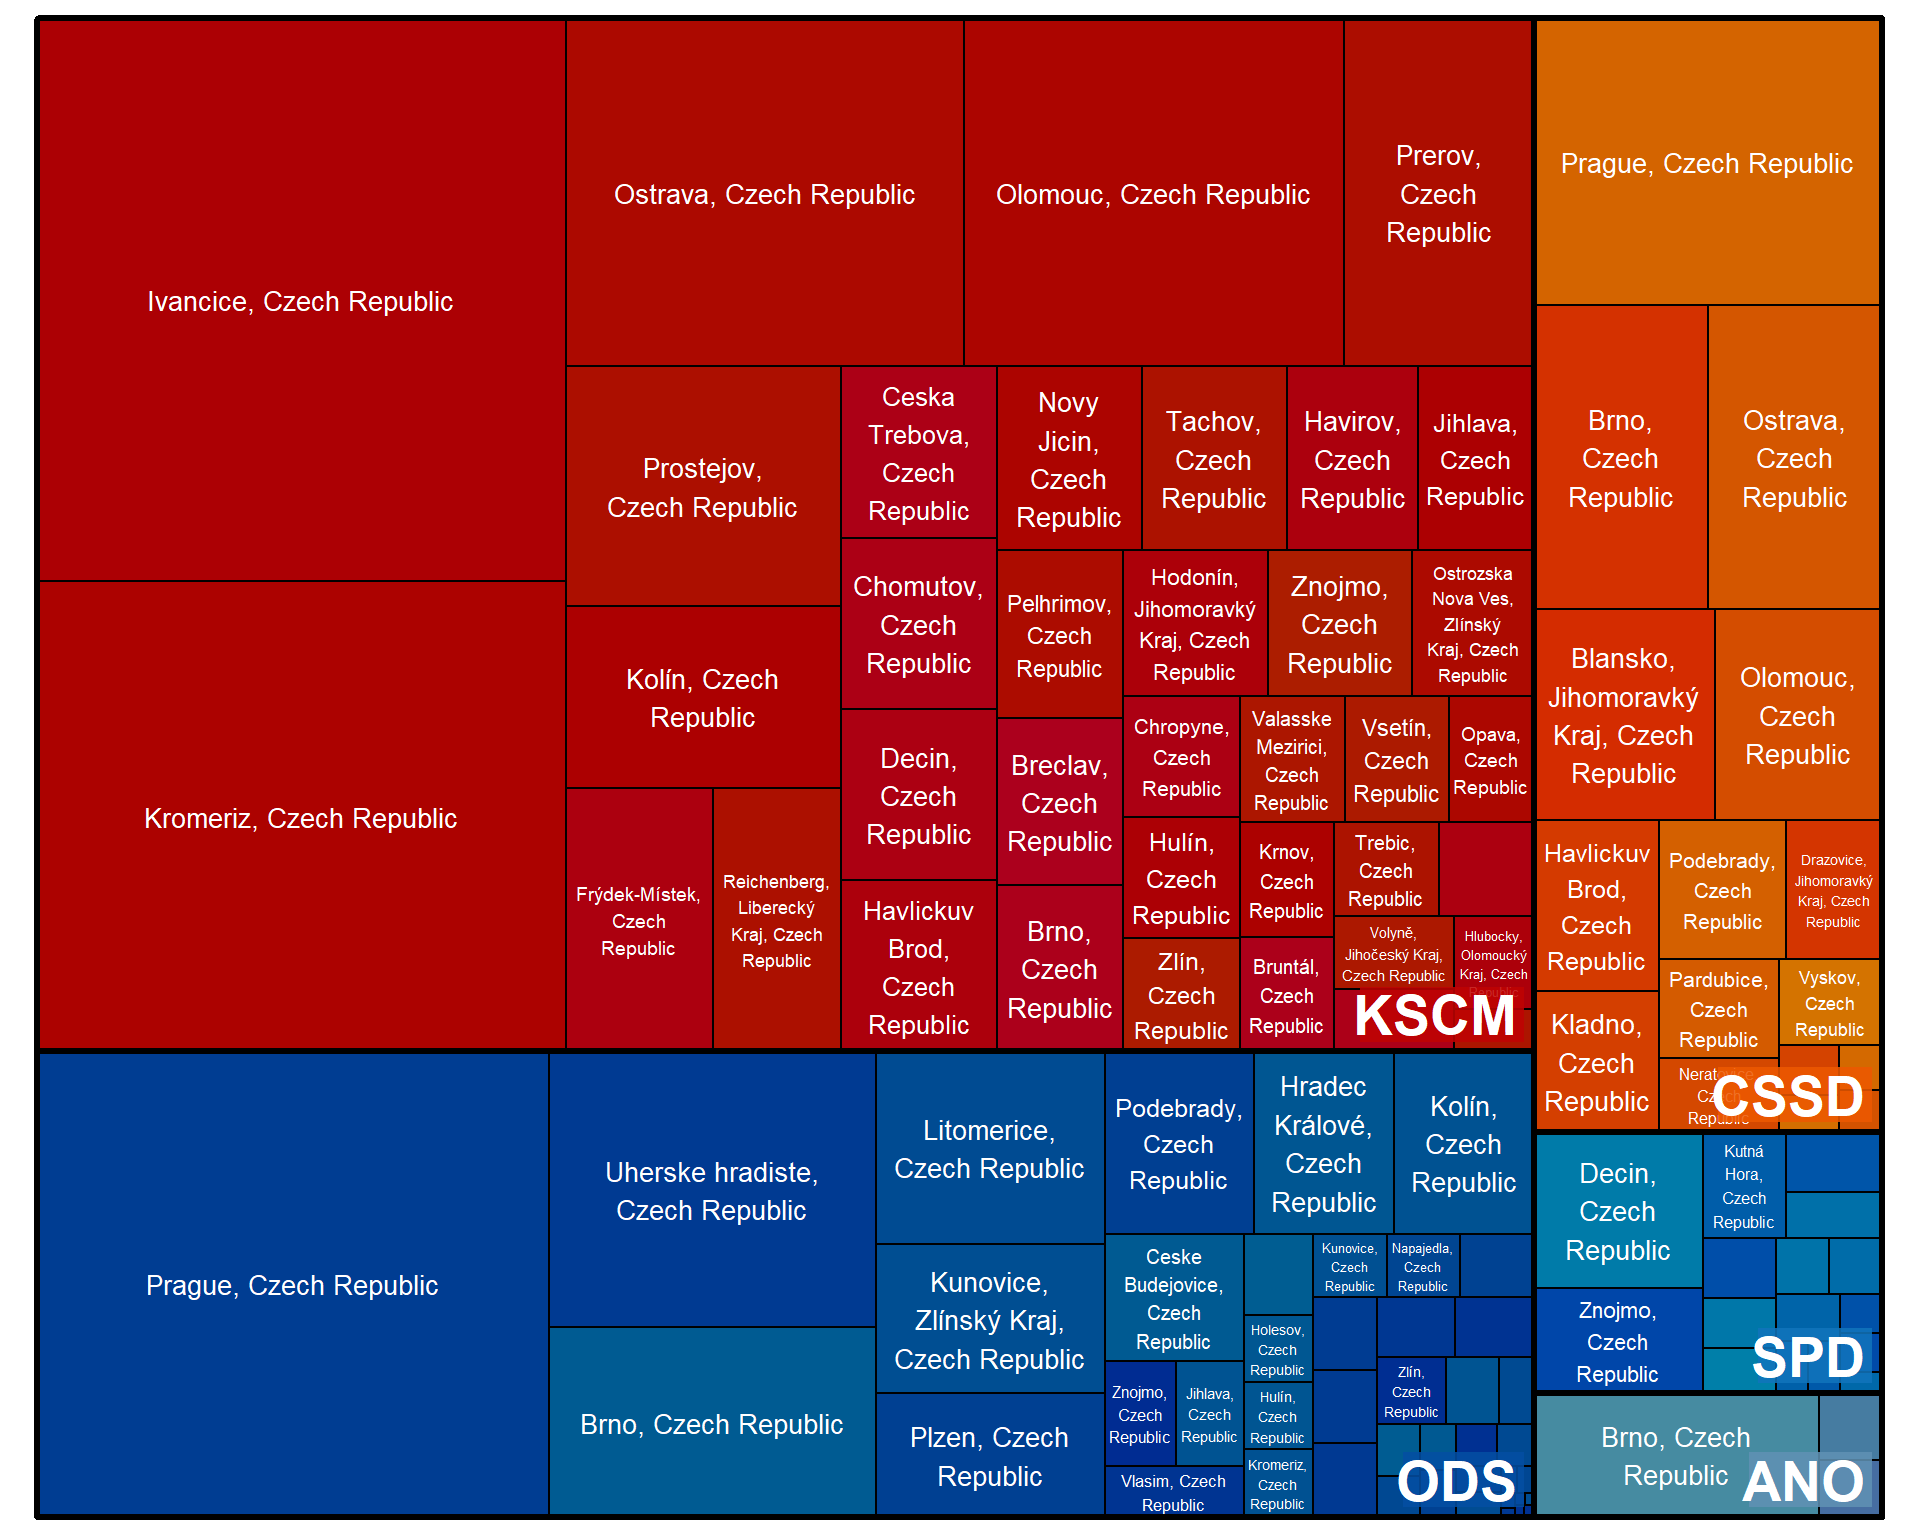 Ivancice, Czech Republic
Kromeriz, Czech Republic
Ostrava, Czech Republic
Olomouc, Czech Republic
Prerov,
Czech
Republic
Prostejov,
Czech Republic
Kolín, Czech
Republic
Frýdek-Místek,
Czech
Republic
Reichenberg,
Liberecký
Kraj, Czech
Republic
Ceska
Trebova,
Czech
Republic
Chomutov,
Czech
Republic
Decin,
Czech
Republic
Havlickuv
Brod,
Czech
Republic
Novy
Jicin,
Czech
Republic
Tachov,
Czech
Republic
Havirov,
Czech
Republic
Jihlava,
Czech
Republic
Pelhrimov,
Czech
Republic
Breclav,
Czech
Republic
Brno,
Czech
Republic
Hodonín,
Jihomoravký
Kraj, Czech
Republic
Znojmo,
Czech
Republic
Ostrozska
Nova Ves,
Zlínský
Kraj, Czech
Republic
Chropyne,
Czech
Republic
Valasske
Mezirici,
Czech
Republic
Vsetín,
Czech
Republic
Opava,
Czech
Republic
Hulín,
Czech
Republic
Zlín,
Czech
Republic
Krnov,
Czech
Republic
Bruntál,
Czech
Republic
Trebic,
Czech
Republic
Volyně,
Jihočeský Kraj,
Czech Republic
Hlubocky,
Olomoucký
Kraj, Czech
Republic
KSCM
Prague, Czech Republic
Uherske hradiste,
Czech Republic
Brno, Czech Republic
Litomerice,
Czech Republic
Kunovice,
Zlínský Kraj,
Czech Republic
Plzen, Czech
Republic
Podebrady,
Czech
Republic
Hradec
Králové,
Czech
Republic
Kolín,
Czech
Republic
Ceske
Budejovice,
Czech
Republic
Znojmo,
Czech
Republic
Jihlava,
Czech
Republic
Vlasim, Czech
Republic
Holesov,
Czech
Republic
Hulín,
Czech
Republic
Kromeriz,
Czech
Republic
Kunovice,
Czech
Republic
Napajedla,
Czech
Republic
Zlín,
Czech
Republic
ODS
Prague, Czech Republic
Brno,
Czech
Republic
Ostrava,
Czech
Republic
Blansko,
Jihomoravký
Kraj, Czech
Republic
Olomouc,
Czech
Republic
Havlickuv
Brod,
Czech
Republic
Kladno,
Czech
Republic
Podebrady,
Czech
Republic
Drazovice,
Jihomoravký
Kraj, Czech
Republic
Pardubice,
Czech
Republic
Vyskov,
Czech
Republic
Neratovice,
Czech
Republic
CSSD
Decin,
Czech
Republic
Znojmo,
Czech
Republic
Kutná
Hora,
Czech
Republic
SPD
Brno, Czech
Republic
ANO